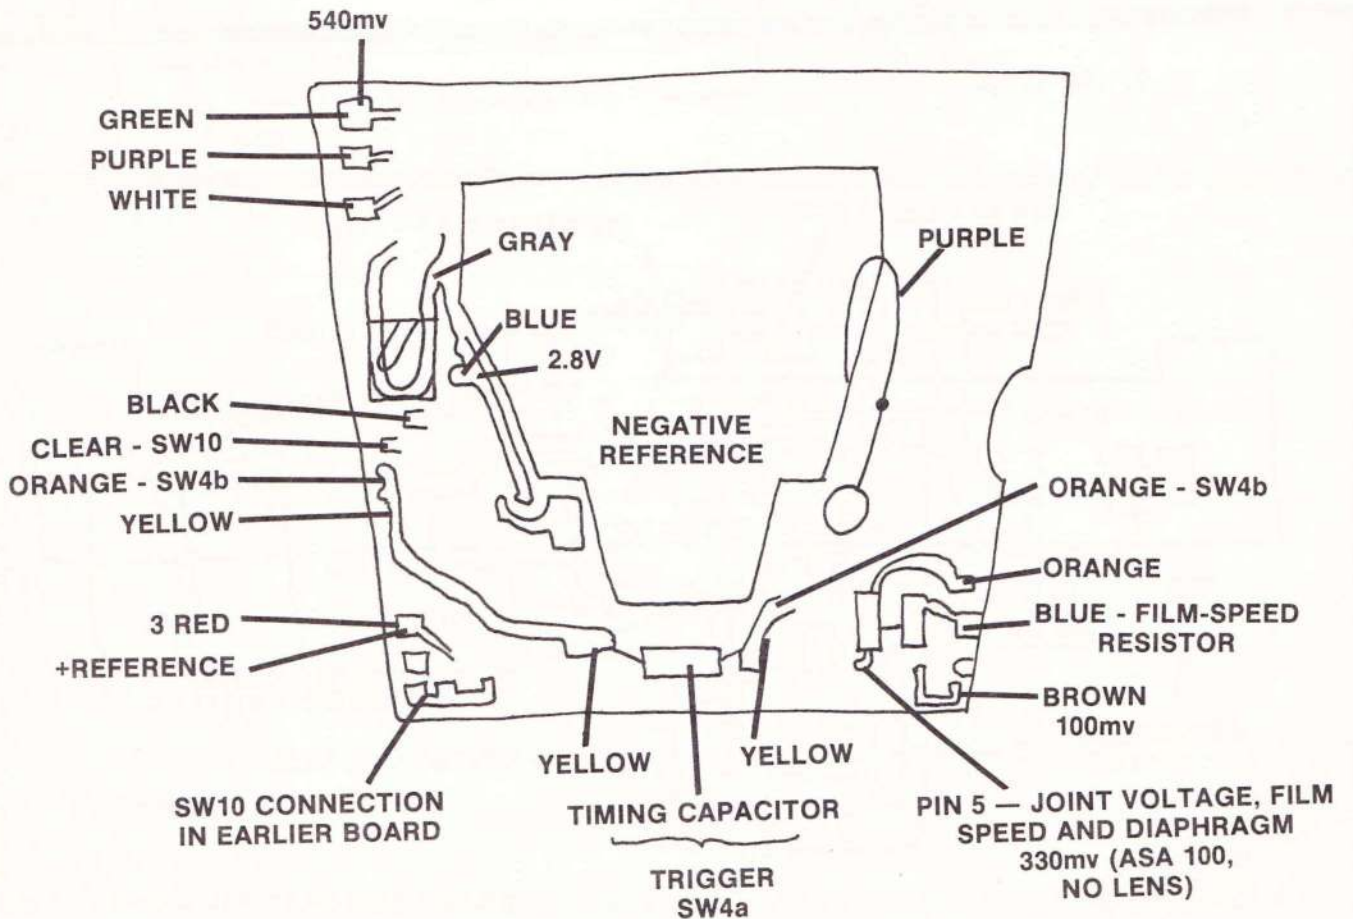 540mv
GREEN
PURPLE
WHITE
GRAY
PURPLE
BLUE
2.8V
BLACK
CLEAR - SW10
ORANGE - SW4b
YELLOW
NEGATIVE
REFERENCE
ORANGE - SW4b
ORANGE
BLUE - FILM-SPEED
RESISTOR
3 RED
+REFERENCE
BROWN
100mv
YELLOW
YELLOW
SW10 CONNECTION
IN EARLIER BOARD
TIMING CAPACITOR
TRIGGER
SW4a
PIN 5 — JOINT VOLTAGE, FILM
SPEED AND DIAPHRAGM
330mv (ASA 100,
NO LENS)